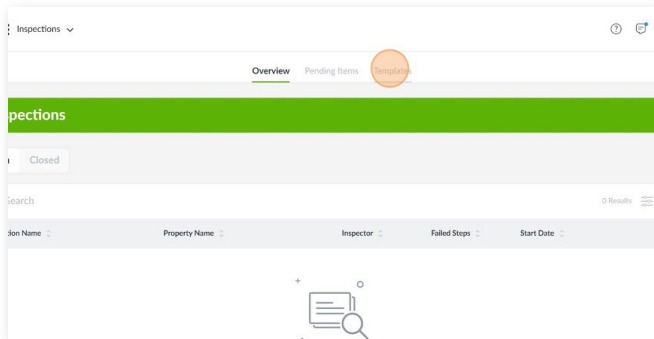 Inspections
Overview Pending Items Templates
pections
Closed
Search 0 Results
tion Name Property Name Inspector Failed Steps Start Date